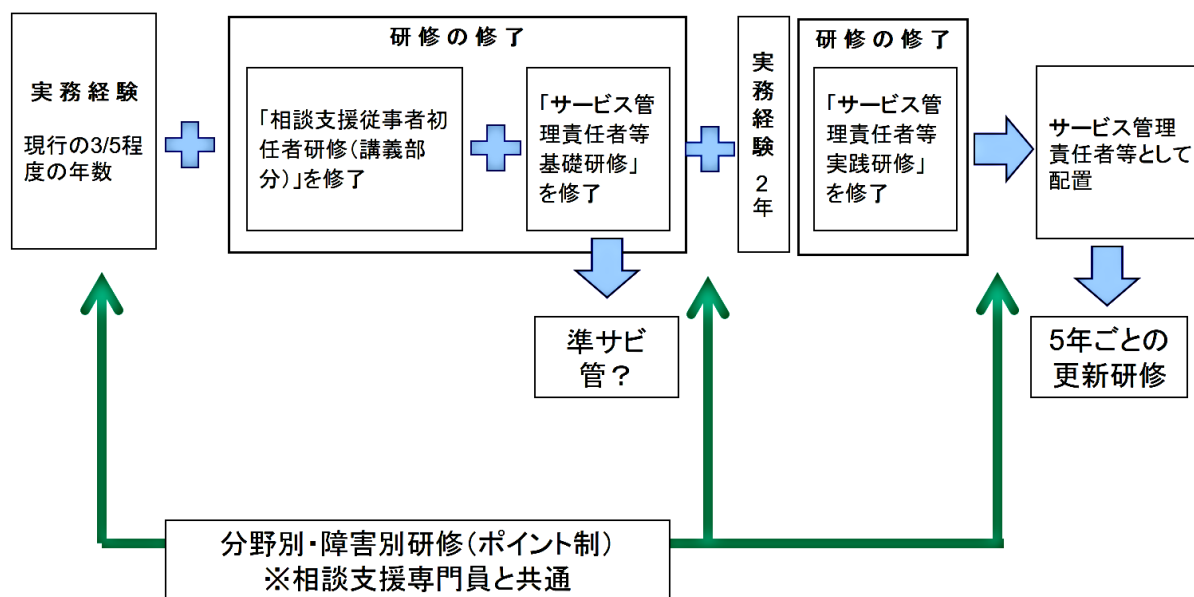 実務経験
現行の3/5程
度の年数
研修の修了
「相談支援従事者初
任者研修(講義部
分)」を修了
「サービス管
理責任者等
基礎研修」
を修了
実務経験 2年
研修の修了
「サービス管
理責任者等
実践研修」
を修了
サービス管理
責任者等として
配置
準サビ
管？
5年ごとの
更新研修
分野別・障害別研修(ポイント制)
※相談支援専門員と共通